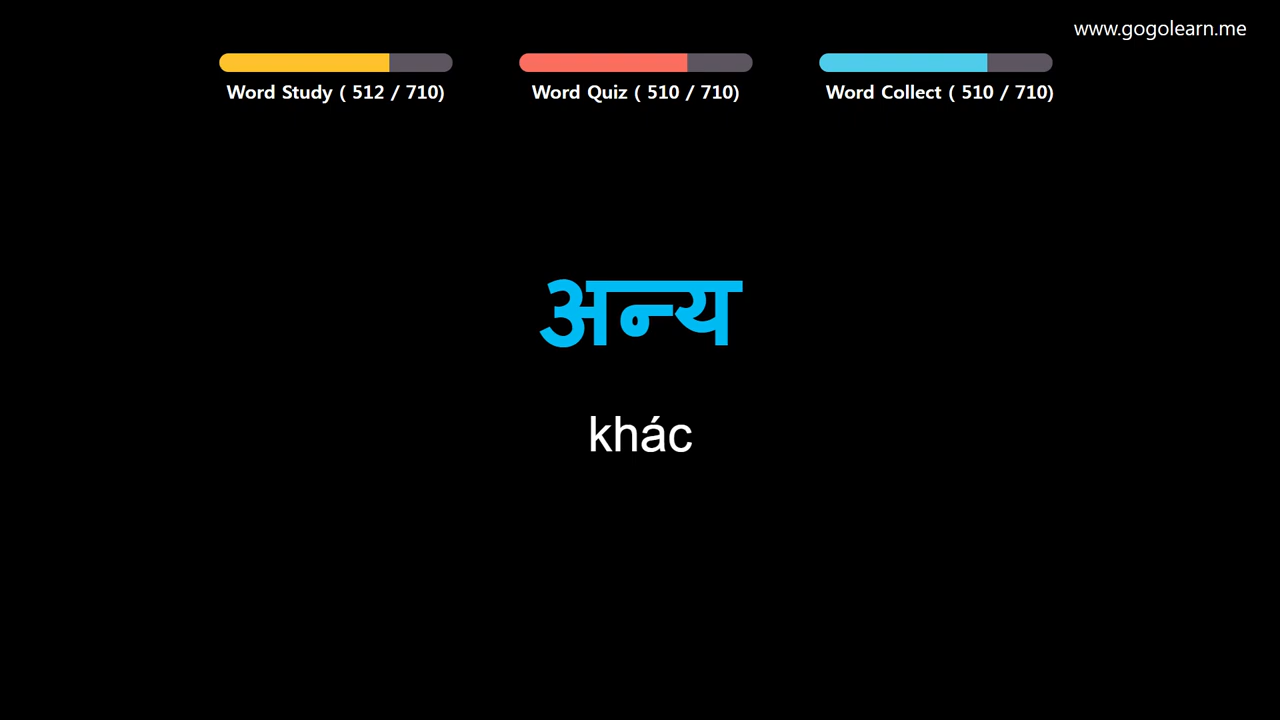 www.gogolearn.me
Word Study ( 512 / 710)
Word Quiz ( 510 / 710)
Word Collect ( 510 / 710)
अन्य
khác